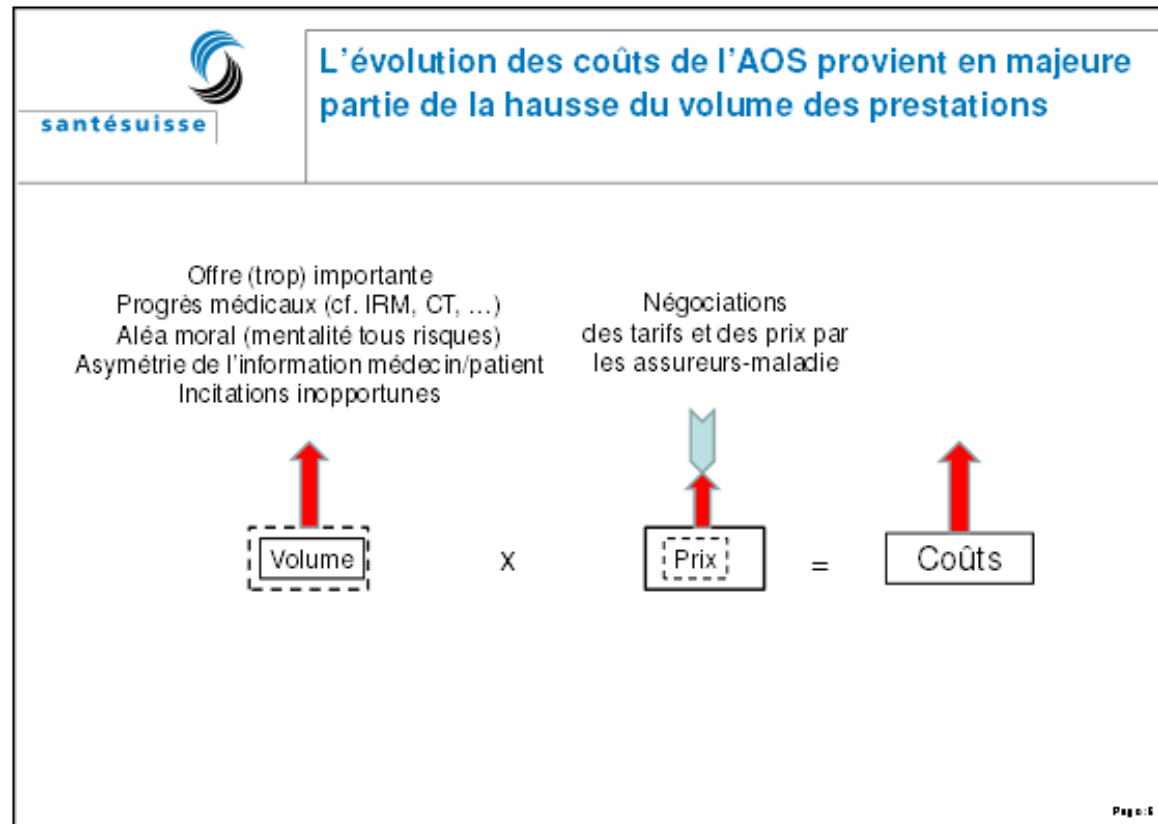 santésuisse
L'évolution des coûts de l'AOS provient en majeure
partie de la hausse du volume des prestations
Offre (trop) importante
Progrès médicaux (cf. IRM, CT, …)
Aléa moral (mentalité tous risques)
Asymétrie de l'information médecin/patient
Incitations inopportunes
Négociations
des tarifs et des prix par
les assureurs-maladie
Volume
X
Prix
=
Coûts